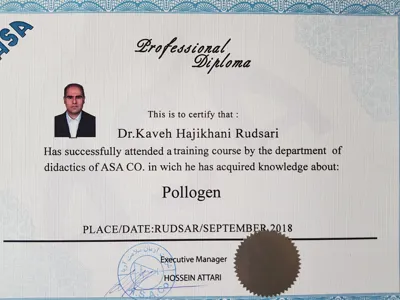 ASA
Professional
Diploma
This is to certify that :
Dr.Kaveh Hajikhani Rudsari
Has successfully attended a training course by the department of
didactics of ASA CO. in wich he has acquired knowledge about:
Pollogen
PLACE/DATE:RUDSAR/SEPTEMBER 2018
Executive Manager
HOSSEIN ATTARI
ASA